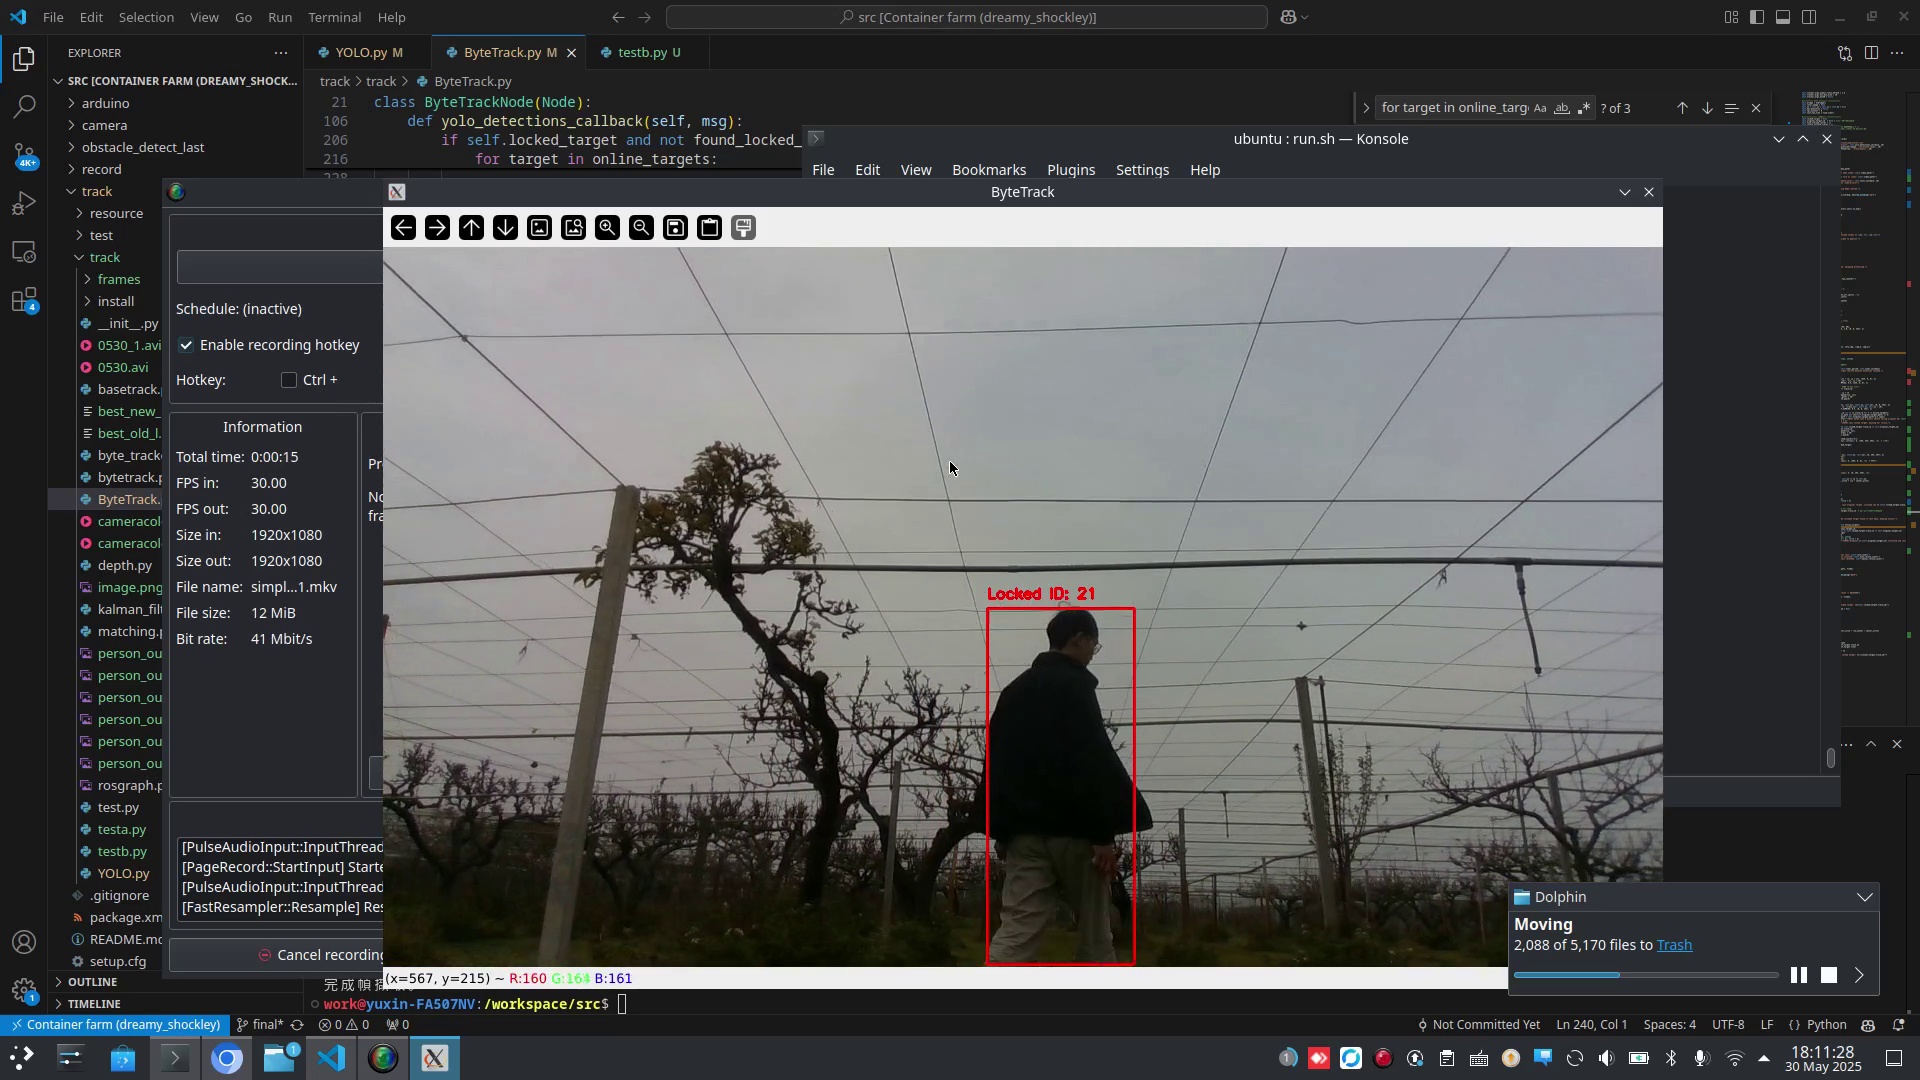 File Edit Selection View Go Run Terminal Help
src [Container farm (dreamy_shockley)]
EXPLORER
SRC [CONTAINER FARM (DREAMY_SHOCK...
arduino
camera
obstacle_detect_last
record
track
resource
test
track
frames
install
__init__.py
0530_1.avi
0530.avi
basetrack.
best_new_
best_old_l.
byte_track
bytetrack.p
ByteTrack.
cameracol
cameracol
depth.py
image.png
kalman_filt
matching.p
person_ou
person_ou
person_ou
person_ou
person_ou
person_ou
rosgraph.p
test.py
testa.py
testb.py
YOLO.py
.gitignore
package.xm
README.md
setup.cfg
OUTLINE
TIMELINE
4K+
4
1
YOLO.py M
ByteTrack.py M
testb.py U
track > track > ByteTrack.py
21 class ByteTrackNode(Node):
106 def yolo_detections_callback(self, msg):
206 if self.locked_target and not found_locked_
216 for target in online_targets:
for target in online_targ Aa ab ? of 3
ubuntu : run.sh — Konsole
File Edit View Bookmarks Plugins Settings Help
ByteTrack
Schedule: (inactive)
Enable recording hotkey
Hotkey: Ctrl +
Information
Total time: 0:00:15
FPS in: 30.00
FPS out: 30.00
Size in: 1920x1080
Size out: 1920x1080
File name: simpl...1.mkv
File size: 12 MiB
Bit rate: 41 Mbit/s
Pr
No
fra
[PulseAudioInput::InputThread
[PageRecord::StartInput] Starte
[PulseAudioInput::InputThread
[FastResampler::Resample] Res
Cancel recording
Locked ID: 21
(x=567, y=215) ~ R:160 G:164 B:161
Dolphin
Moving
2,088 of 5,170 files to Trash
work@yuxin-FA507NV:/workspace/src$
Container farm (dreamy_shockley) final* 0 0 0
Not Committed Yet Ln 240, Col 1 Spaces: 4 UTF-8 LF Python
1
1
18:11:28
30 May 2025